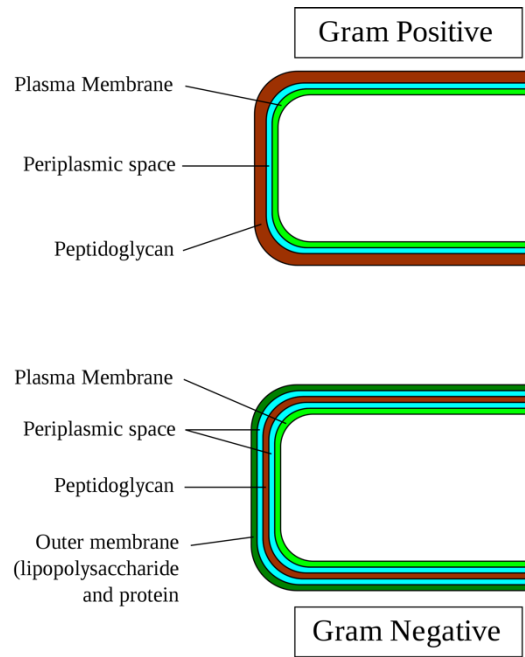 Gram Positive
Plasma Membrane
Periplasmic space
Peptidoglycan
Plasma Membrane
Periplasmic space
Peptidoglycan
Outer membrane
(lipopolysaccharide
and protein
Gram Negative